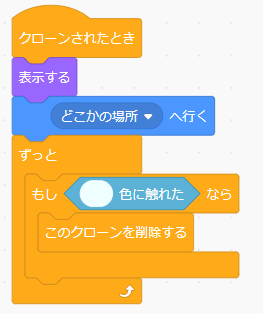 クローンされたとき
表示する
どこかの場所 へ行く
ずっと
もし 色に触れた なら
このクローンを削除する